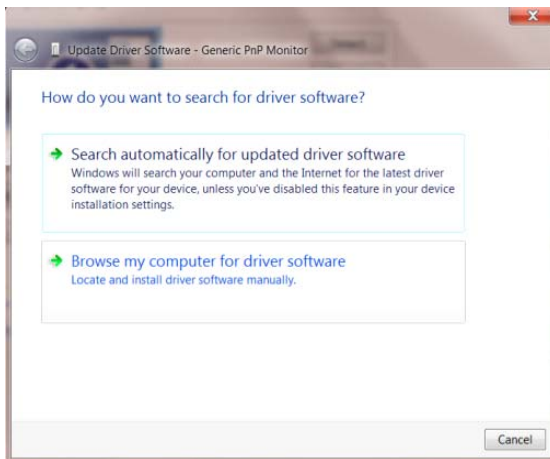 Update Driver Software - Generic PnP Monitor
How do you want to search for driver software?
Search automatically for updated driver software
Windows will search your computer and the Internet for the latest driver
software for your device, unless you've disabled this feature in your device
installation settings.
Browse my computer for driver software
Locate and install driver software manually.
Cancel